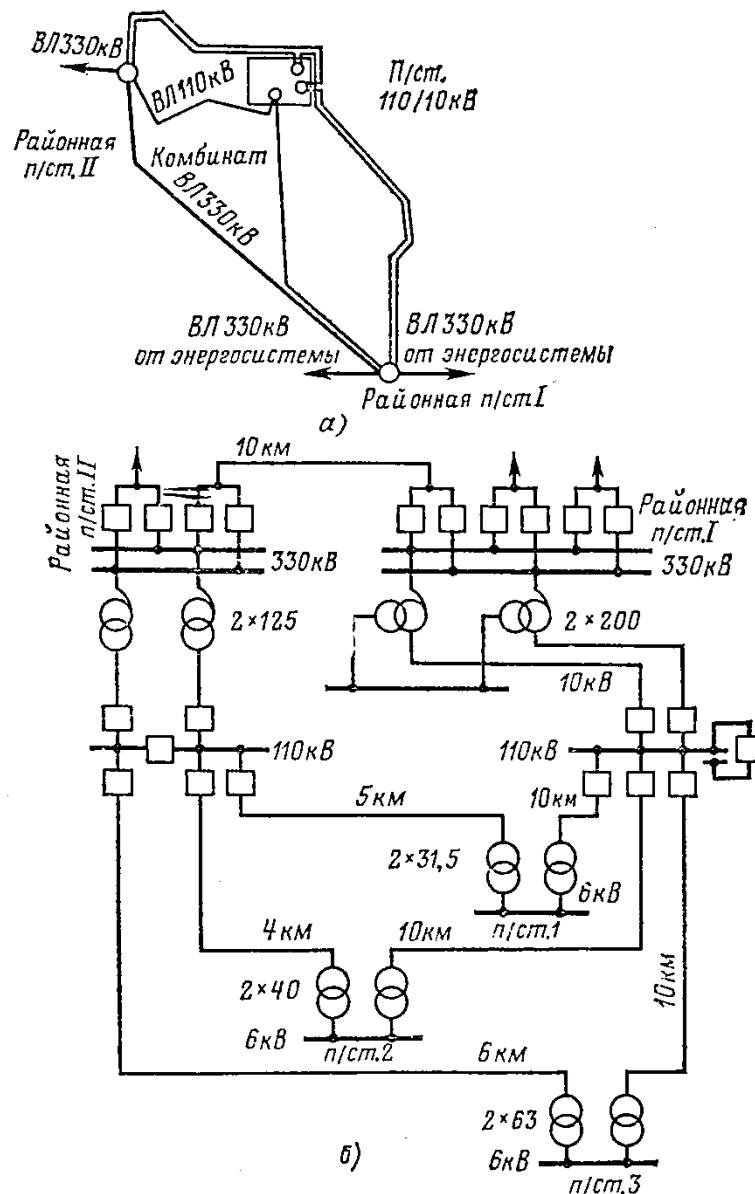 ВЛ 330кВ
ВЛ110кВ
П/ст.
110/10кВ
Районная
п/ст. II
Комбинат
ВЛ330кВ
ВЛ 330кВ
от энергосистемы
ВЛ 330кВ
от энергосистемы
Районная п/ст. I
а)
Районная
п/ст. II
10км
Районная
п/ст. I
330кВ
330кВ
2×125
2×200
10кВ
110кВ
110кВ
5км
10км
2×31,5
6кВ
п/ст.1
4км
10км
10км
2×40
6кВ
п/ст.2
6км
2×63
6кВ
п/ст.3
б)